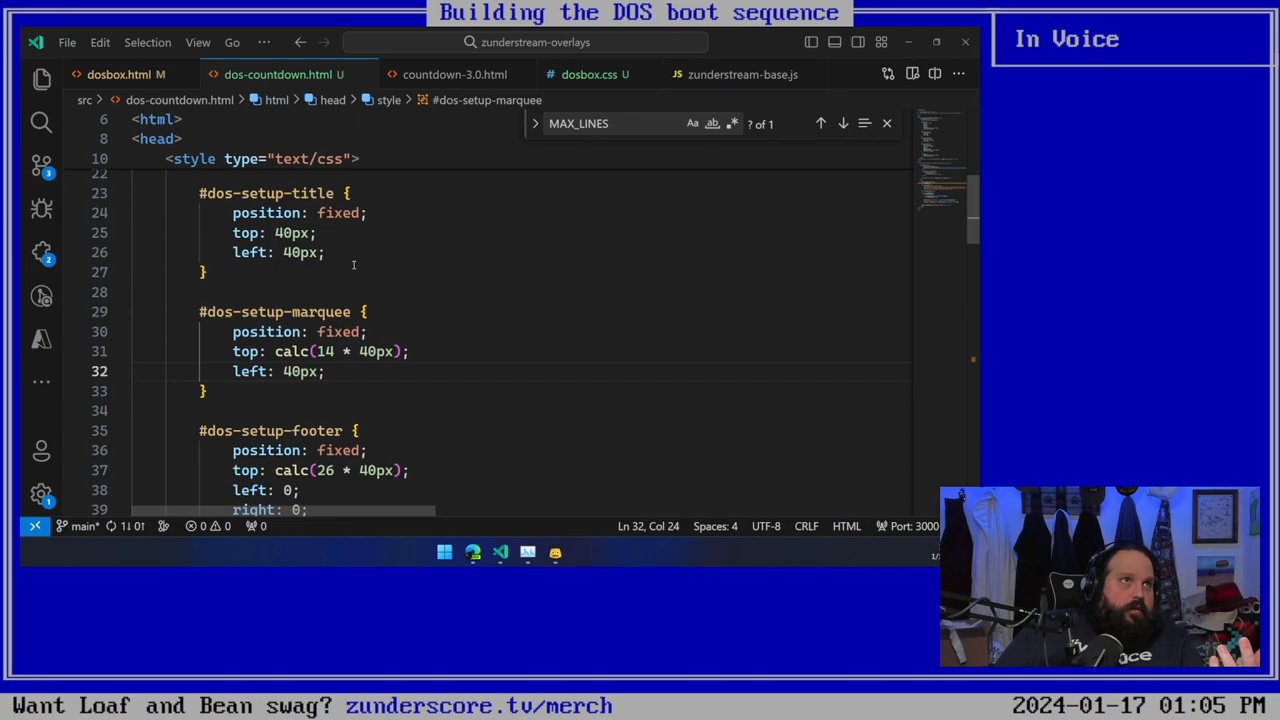 Building the DOS boot sequence
In Voice
File Edit Selection View Go ··· zunderstream-overlays
dosbox.html M dos-countdown.html U countdown-3.0.html dosbox.css U zunderstream-base.js
src > dos-countdown.html > html > head > style > #dos-setup-marquee
MAX_LINES Aa ab .* ? of 1
6 <html>
8 <head>
10 <style type="text/css">
22
23 #dos-setup-title {
24 position: fixed;
25 top: 40px;
26 left: 40px;
27 }
28
29 #dos-setup-marquee {
30 position: fixed;
31 top: calc(14 * 40px);
32 left: 40px;
33 }
34
35 #dos-setup-footer {
36 position: fixed;
37 top: calc(26 * 40px);
38 left: 0;
39 right: 0;
3
2
1
main* 1↓ 0↑ 0 0 0 Ln 32, Col 24 Spaces: 4 UTF-8 CRLF HTML Port: 3000
Want Loaf and Bean swag? zunderscore.tv/merch 2024-01-17 01:05 PM